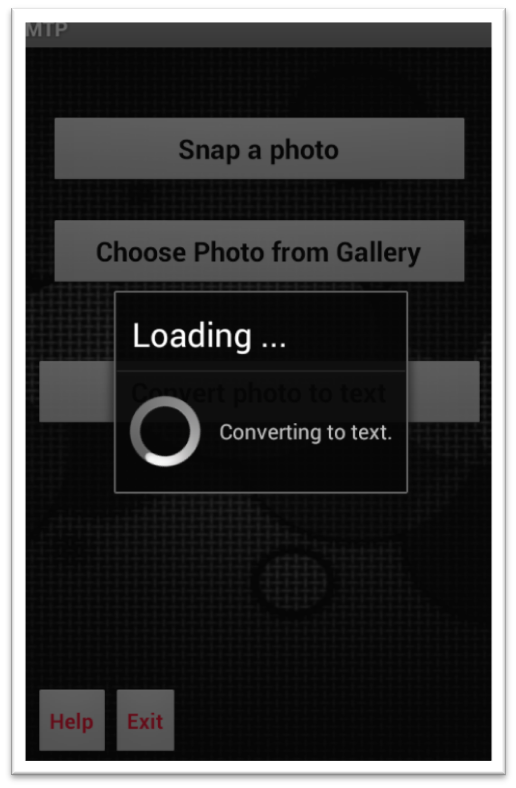 MTP
Snap a photo
Choose Photo from Gallery
Loading ...
Convert photo to text
Converting to text.
Help
Exit